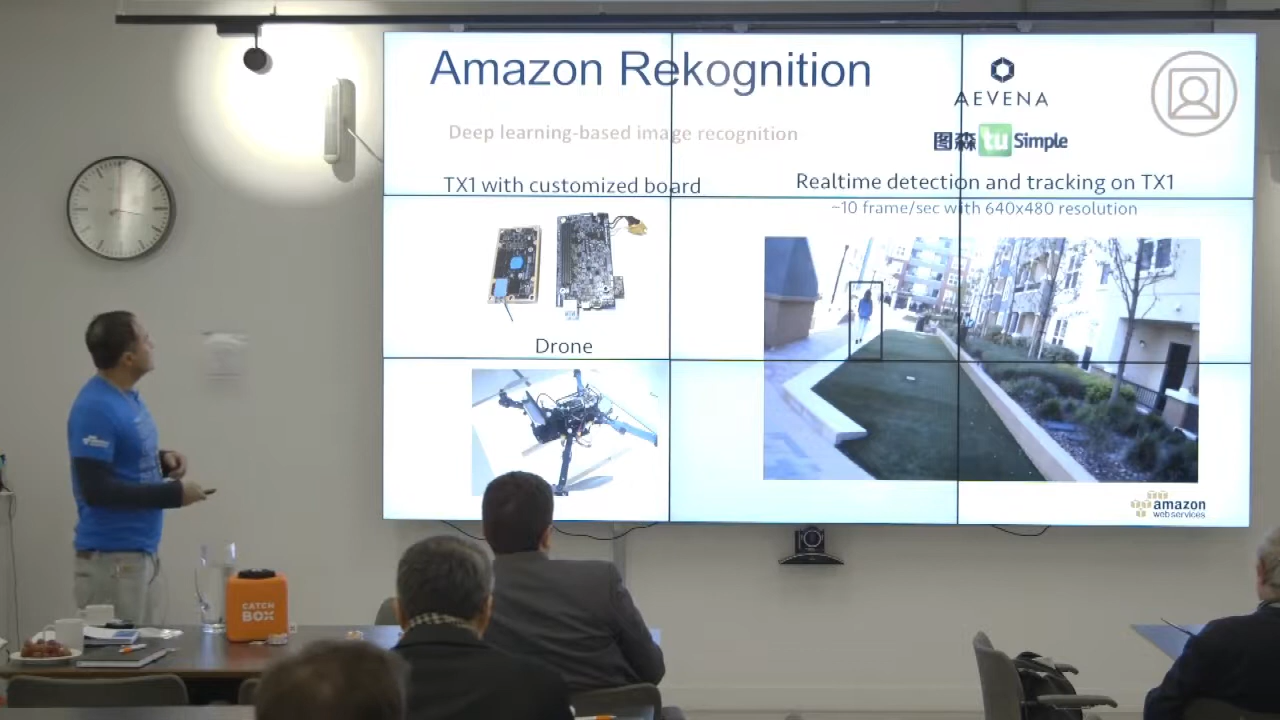 Amazon Rekognition
AEVENA
Deep learning-based image recognition
图森 tu Simple
TX1 with customized board
Realtime detection and tracking on TX1
~10 frame/sec with 640x480 resolution
Drone
amazon
web services
CATCH
BOX